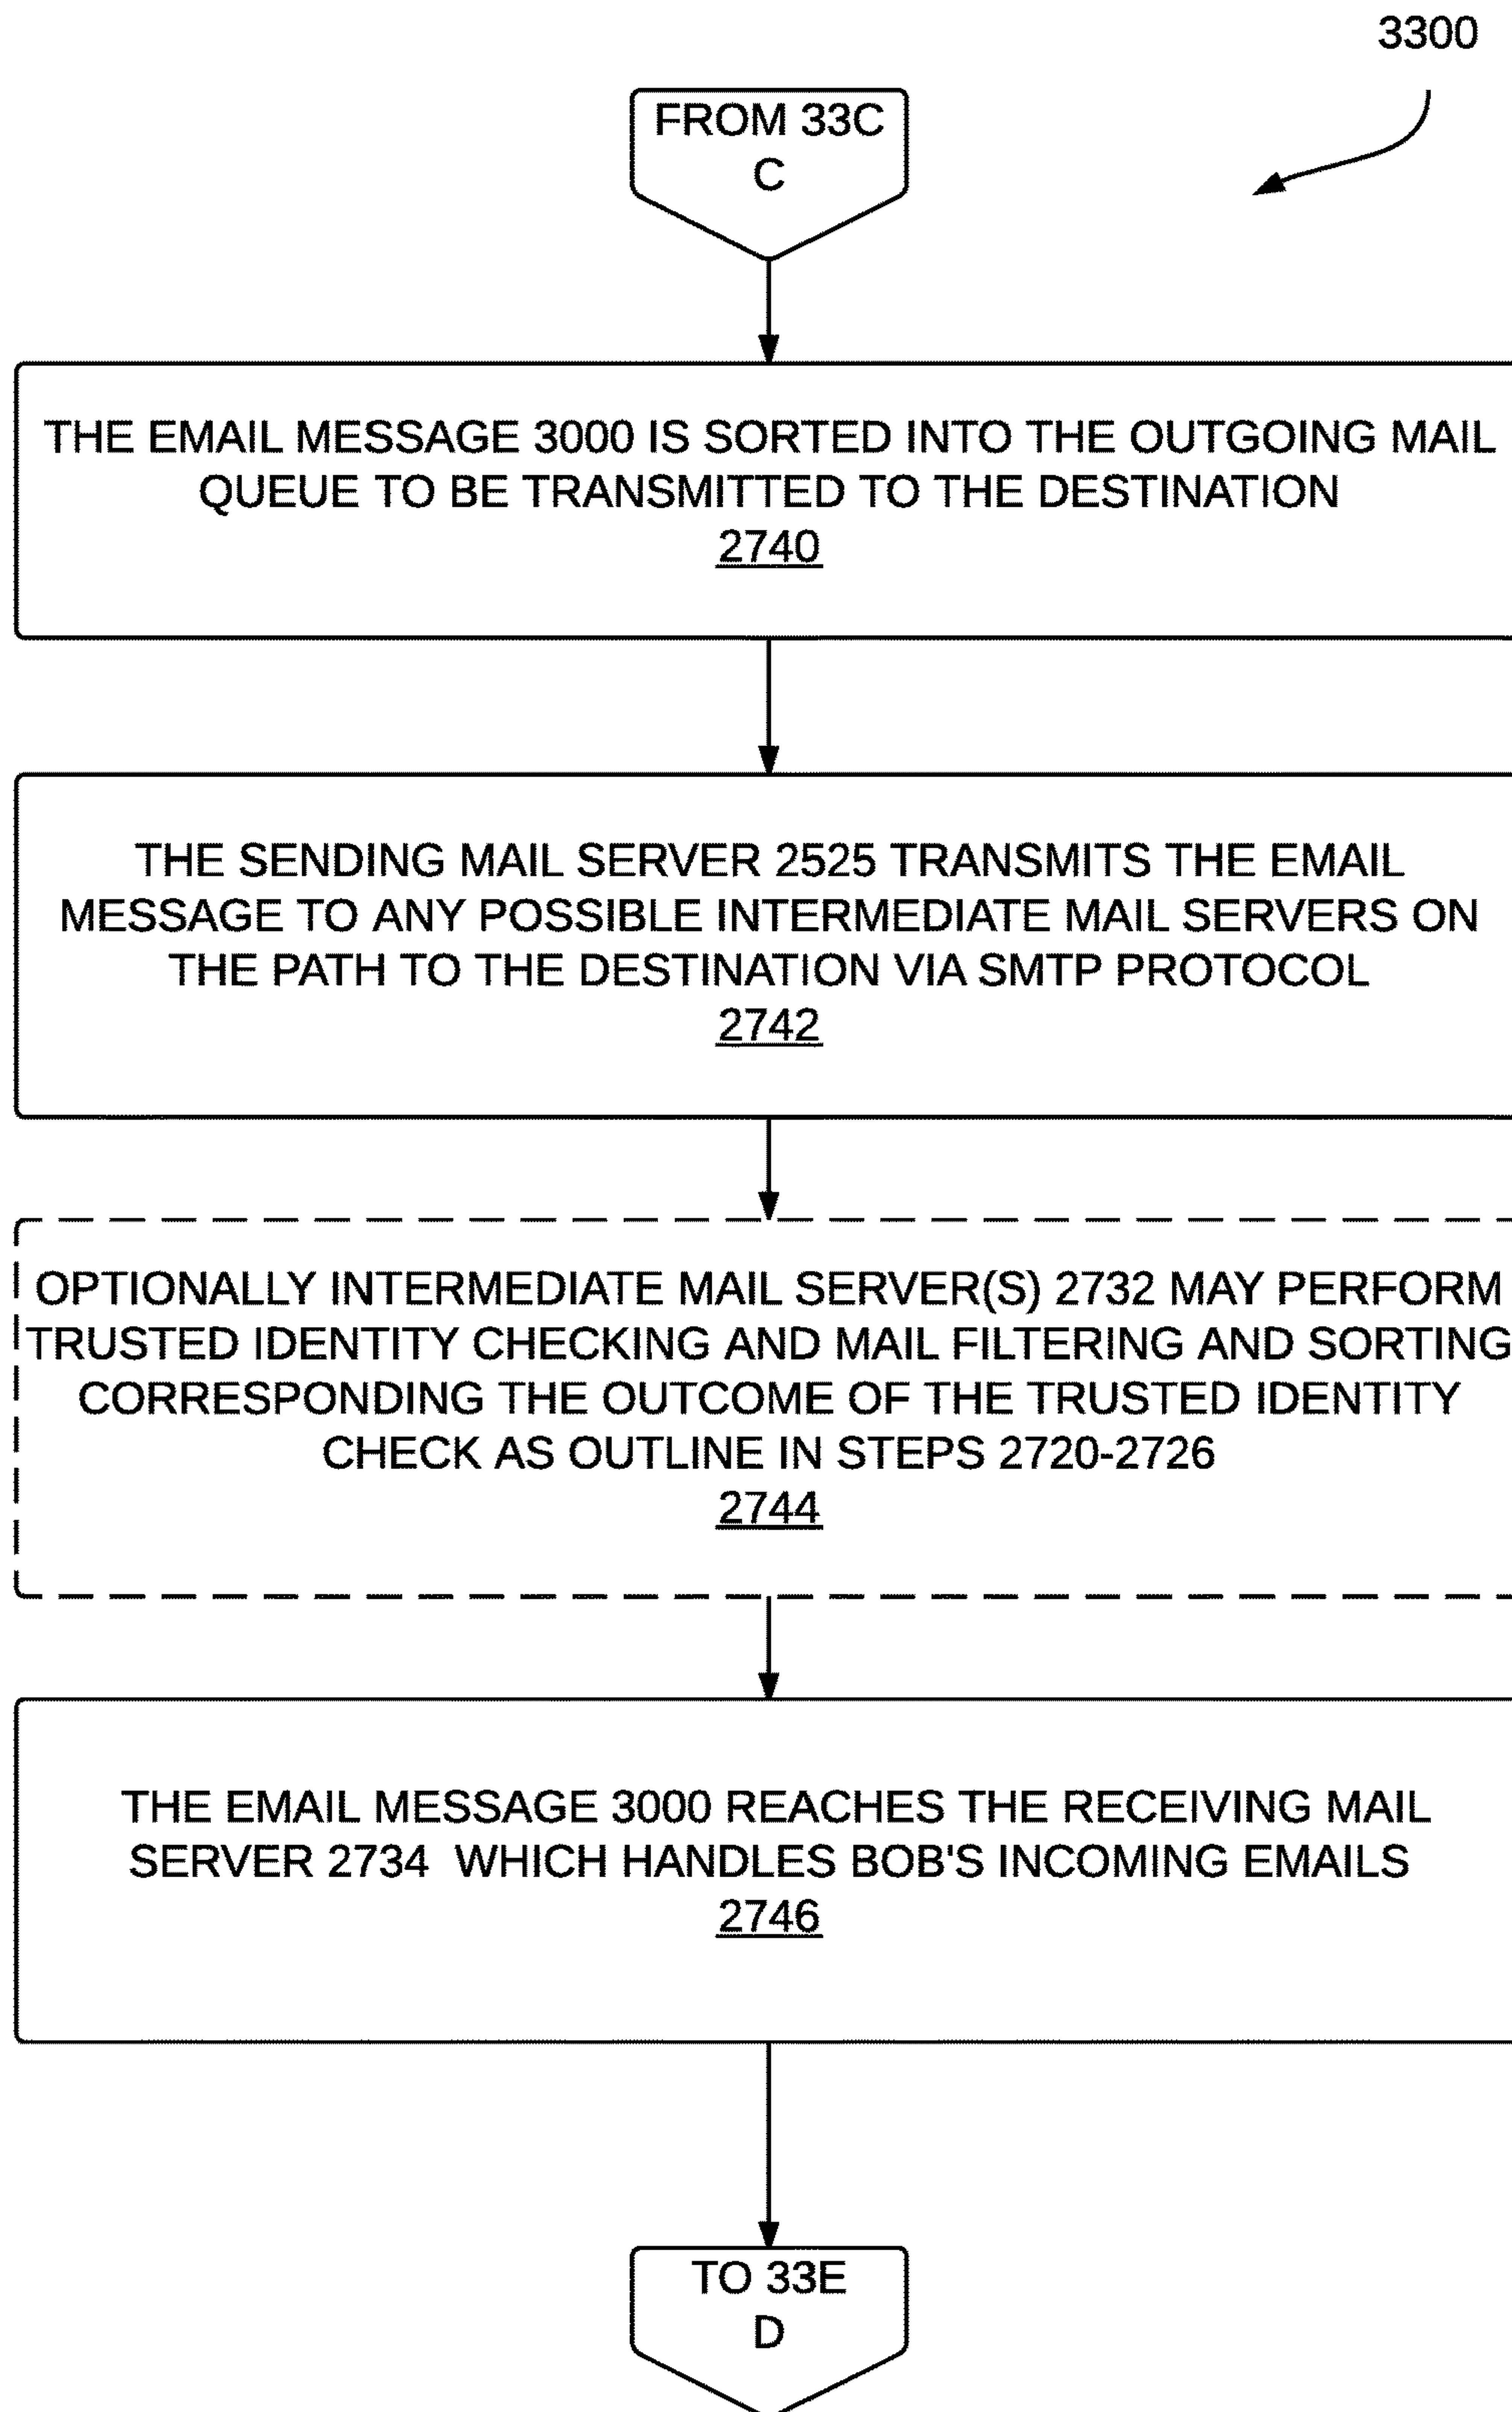 3300
FROM 33C
C
THE EMAIL MESSAGE 3000 IS SORTED INTO THE OUTGOING MAIL
QUEUE TO BE TRANSMITTED TO THE DESTINATION
2740
THE SENDING MAIL SERVER 2525 TRANSMITS THE EMAIL
MESSAGE TO ANY POSSIBLE INTERMEDIATE MAIL SERVERS ON
THE PATH TO THE DESTINATION VIA SMTP PROTOCOL
2742
OPTIONALLY INTERMEDIATE MAIL SERVER(S) 2732 MAY PERFORM
TRUSTED IDENTITY CHECKING AND MAIL FILTERING AND SORTING
CORRESPONDING THE OUTCOME OF THE TRUSTED IDENTITY
CHECK AS OUTLINE IN STEPS 2720-2726
2744
THE EMAIL MESSAGE 3000 REACHES THE RECEIVING MAIL
SERVER 2734  WHICH HANDLES BOB'S INCOMING EMAILS
2746
TO 33E
D